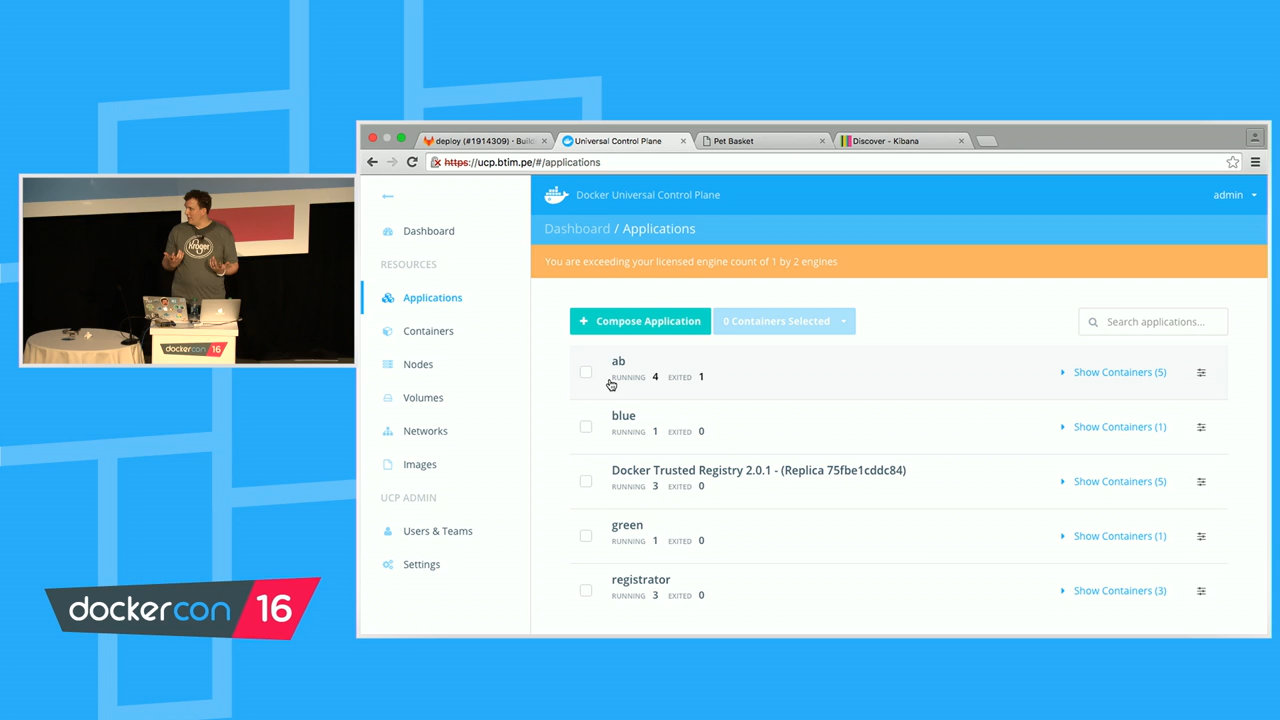 deploy (#1914309) · Buil
Universal Control Plane
Pet Basket
Discover - Kibana
https://ucp.btim.pe/#/applications
Docker Universal Control Plane
admin
Dashboard / Applications
You are exceeding your licensed engine count of 1 by 2 engines
Dashboard
RESOURCES
Applications
Containers
Nodes
Volumes
Networks
Images
UCP ADMIN
Users & Teams
Settings
+ Compose Application
0 Containers Selected
Search applications...
ab
RUNNING 4 EXITED 1
Show Containers (5)
blue
RUNNING 1 EXITED 0
Show Containers (1)
Docker Trusted Registry 2.0.1 - (Replica 75fbe1cddc84)
RUNNING 3 EXITED 0
Show Containers (5)
green
RUNNING 1 EXITED 0
Show Containers (1)
registrator
RUNNING 3 EXITED 0
Show Containers (3)
Kroger
dockercon 16
dockercon 16